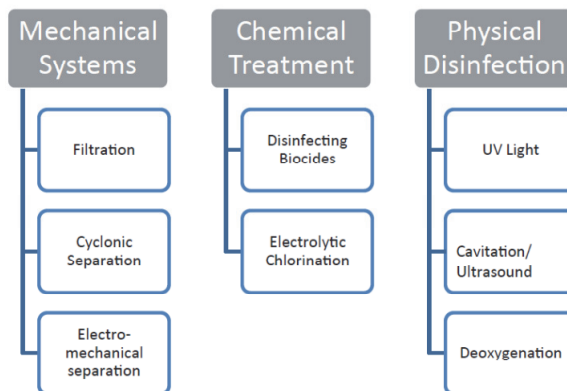 Mechanical
Systems
Filtration
Cyclonic
Separation
Electro-
mechanical
separation
Chemical
Treatment
Disinfecting
Biocides
Electrolytic
Chlorination
Physical
Disinfection
UV Light
Cavitation/
Ultrasound
Deoxygenation